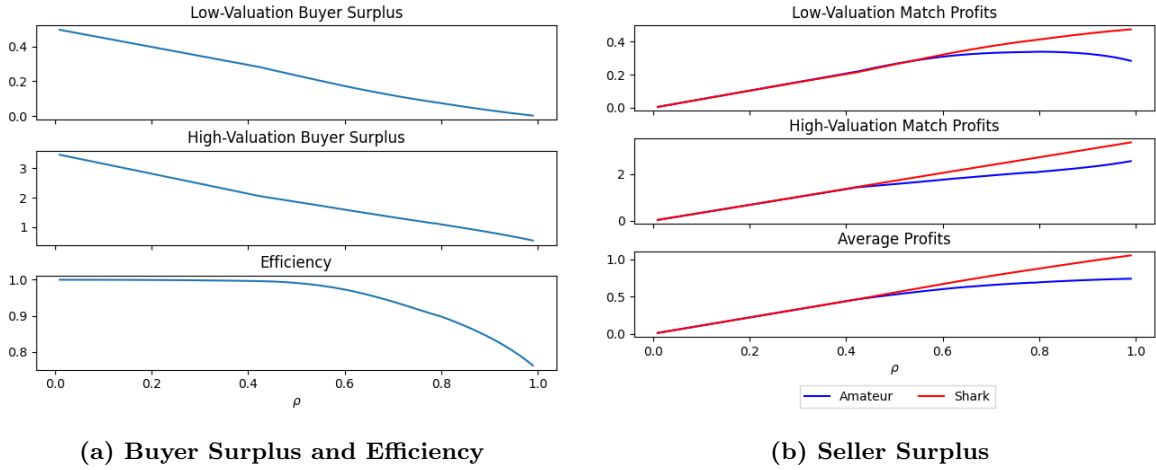 Low-Valuation Buyer Surplus
0.4
0.2
0.0
High-Valuation Buyer Surplus
3
2
1
Efficiency
1.0
0.9
0.8
0.0 0.2 0.4 0.6 0.8 1.0
ρ
(a) Buyer Surplus and Efficiency
Low-Valuation Match Profits
0.4
0.2
0.0
High-Valuation Match Profits
2
0
Average Profits
1.0
0.5
0.0
0.0 0.2 0.4 0.6 0.8 1.0
ρ
Amateur Shark
(b) Seller Surplus